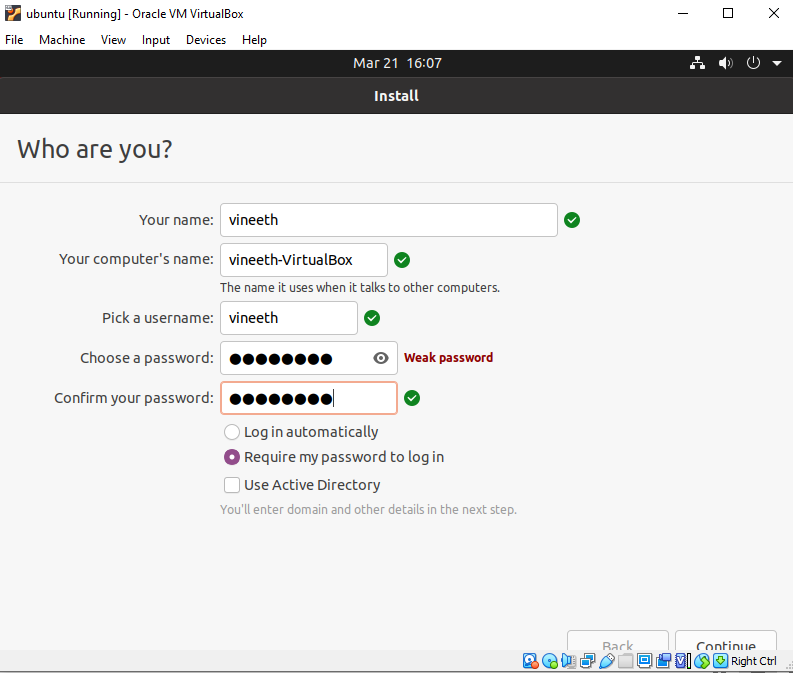 ubuntu [Running] - Oracle VM VirtualBox
File Machine View Input Devices Help
Mar 21 16:07
Install
Who are you?
Your name: vineeth
Your computer's name: vineeth-VirtualBox
The name it uses when it talks to other computers.
Pick a username: vineeth
Choose a password: ●●●●●●●● Weak password
Confirm your password: ●●●●●●●●
Log in automatically
Require my password to log in
Use Active Directory
You'll enter domain and other details in the next step.
Back Continue
Right Ctrl